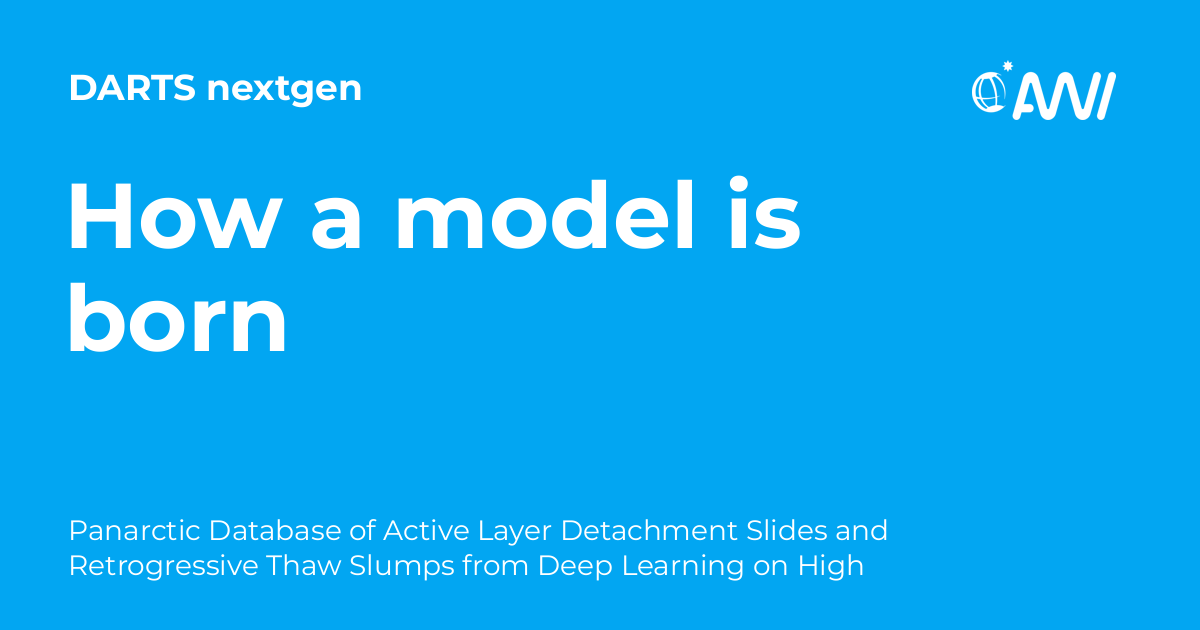 DARTS nextgen
AWI
How a model is
born
Panarctic Database of Active Layer Detachment Slides and
Retrogressive Thaw Slumps from Deep Learning on High